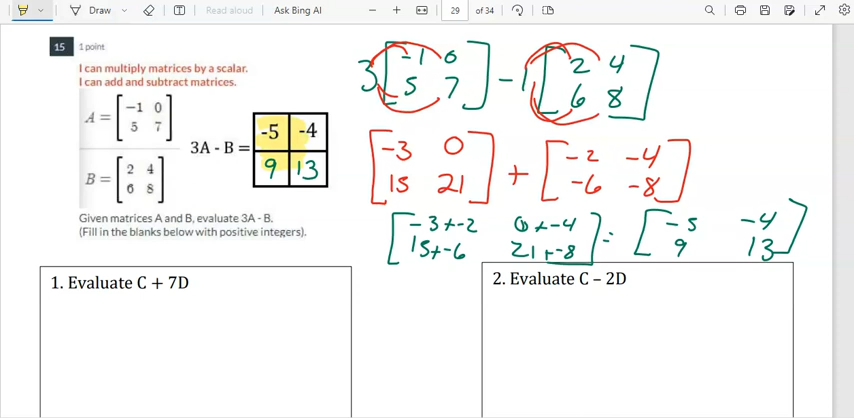 Draw Read aloud Ask Bing AI − + 29 of 34
15 1 point
I can multiply matrices by a scalar.
I can add and subtract matrices.
A = [ −1 0
5 7 ]
B = [ 2 4
6 8 ]
3A - B =
-5 -4
9 13
Given matrices A and B, evaluate 3A - B.
(Fill in the blanks below with positive integers).
3 [ -1 0
5 7 ] - 1 [ 2 4
6 8 ]
[ -3 0
15 21 ] + [ -2 -4
-6 -8 ]
[ -3+-2 0+-4
15+-6 21+-8 ] = [ -5 -4
9 13 ]
1. Evaluate C + 7D
2. Evaluate C – 2D